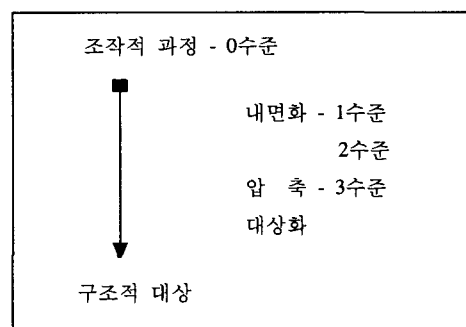 조작적 과정 - 0수준
내면화 - 1수준
2수준
압 축 - 3수준
대상화
구조적 대상